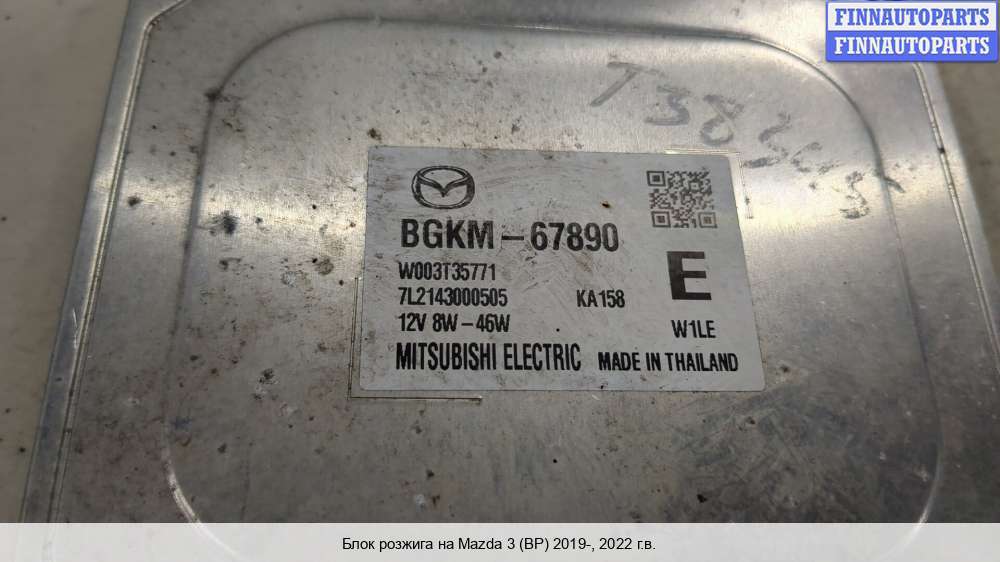 FINNAUTOPARTS
FINNAUTOPARTS
BGKM-67890
W003T35771
7L2143000505
KA158
12V 8W-46W
E
W1LE
MITSUBISHI ELECTRIC
MADE IN THAILAND
Блок розжига на Mazda 3 (BP) 2019-, 2022 г.в.